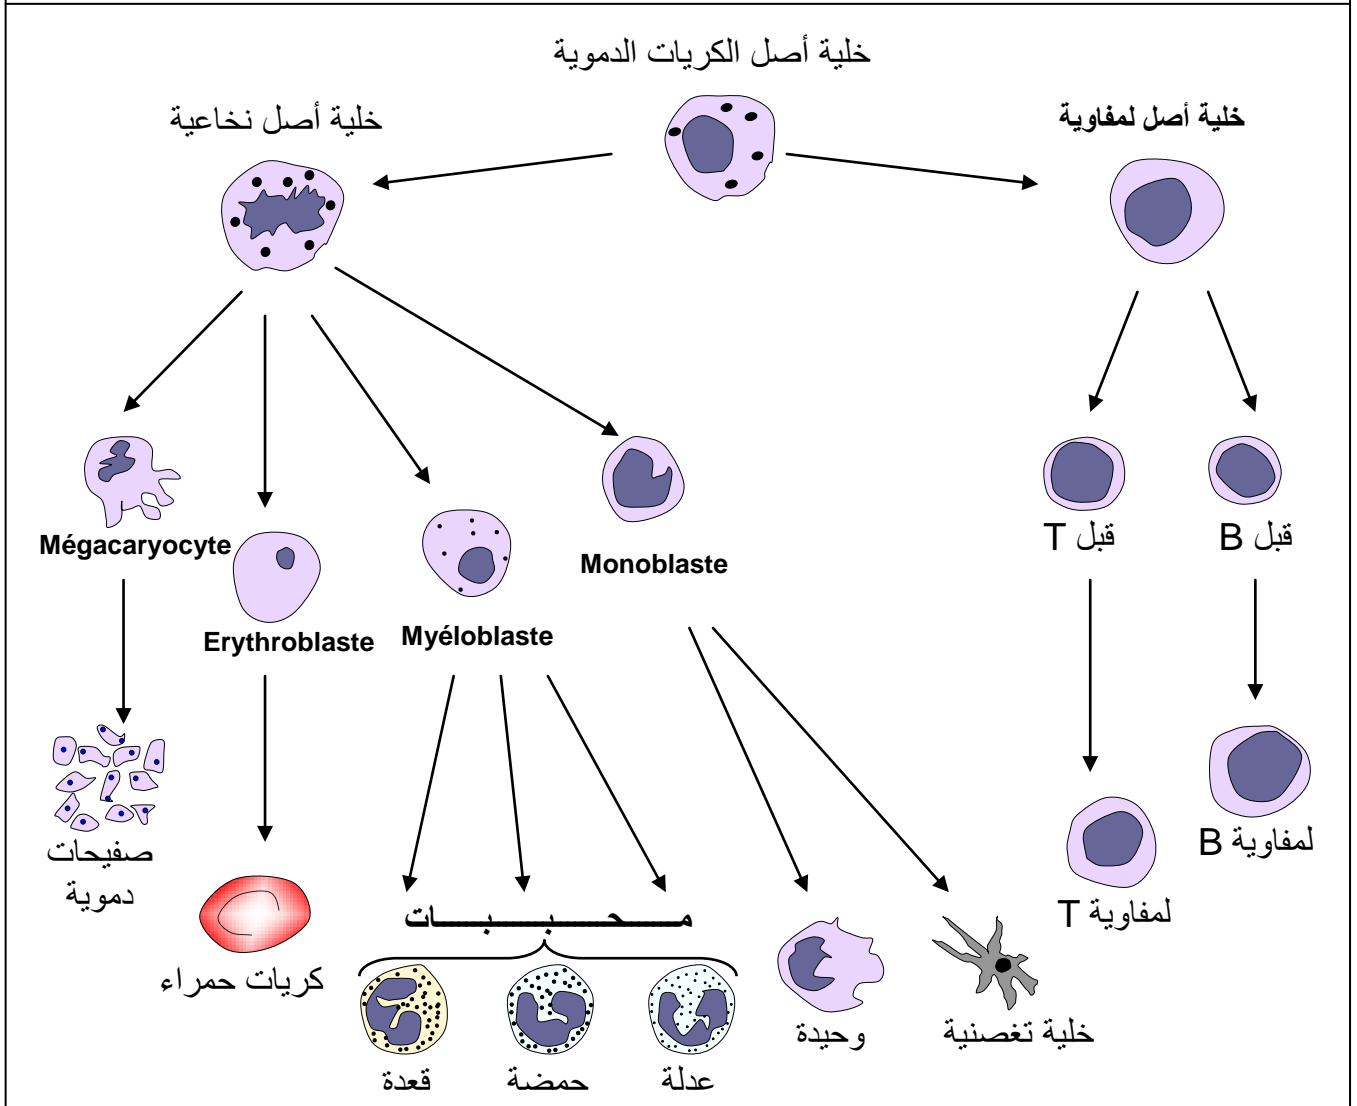 خلية أصل الكريات الدموية
خلية أصل لمفاوية
خلية أصل نخاعية
قبل B
قبل T
Monoblaste
Mégacaryocyte
Myéloblaste
Erythroblaste
لمفاوية B
لمفاوية T
صفيحات
دموية
محببات
كريات حمراء
خلية تغصنية
وحيدة
عدلة
حمضة
قعدة